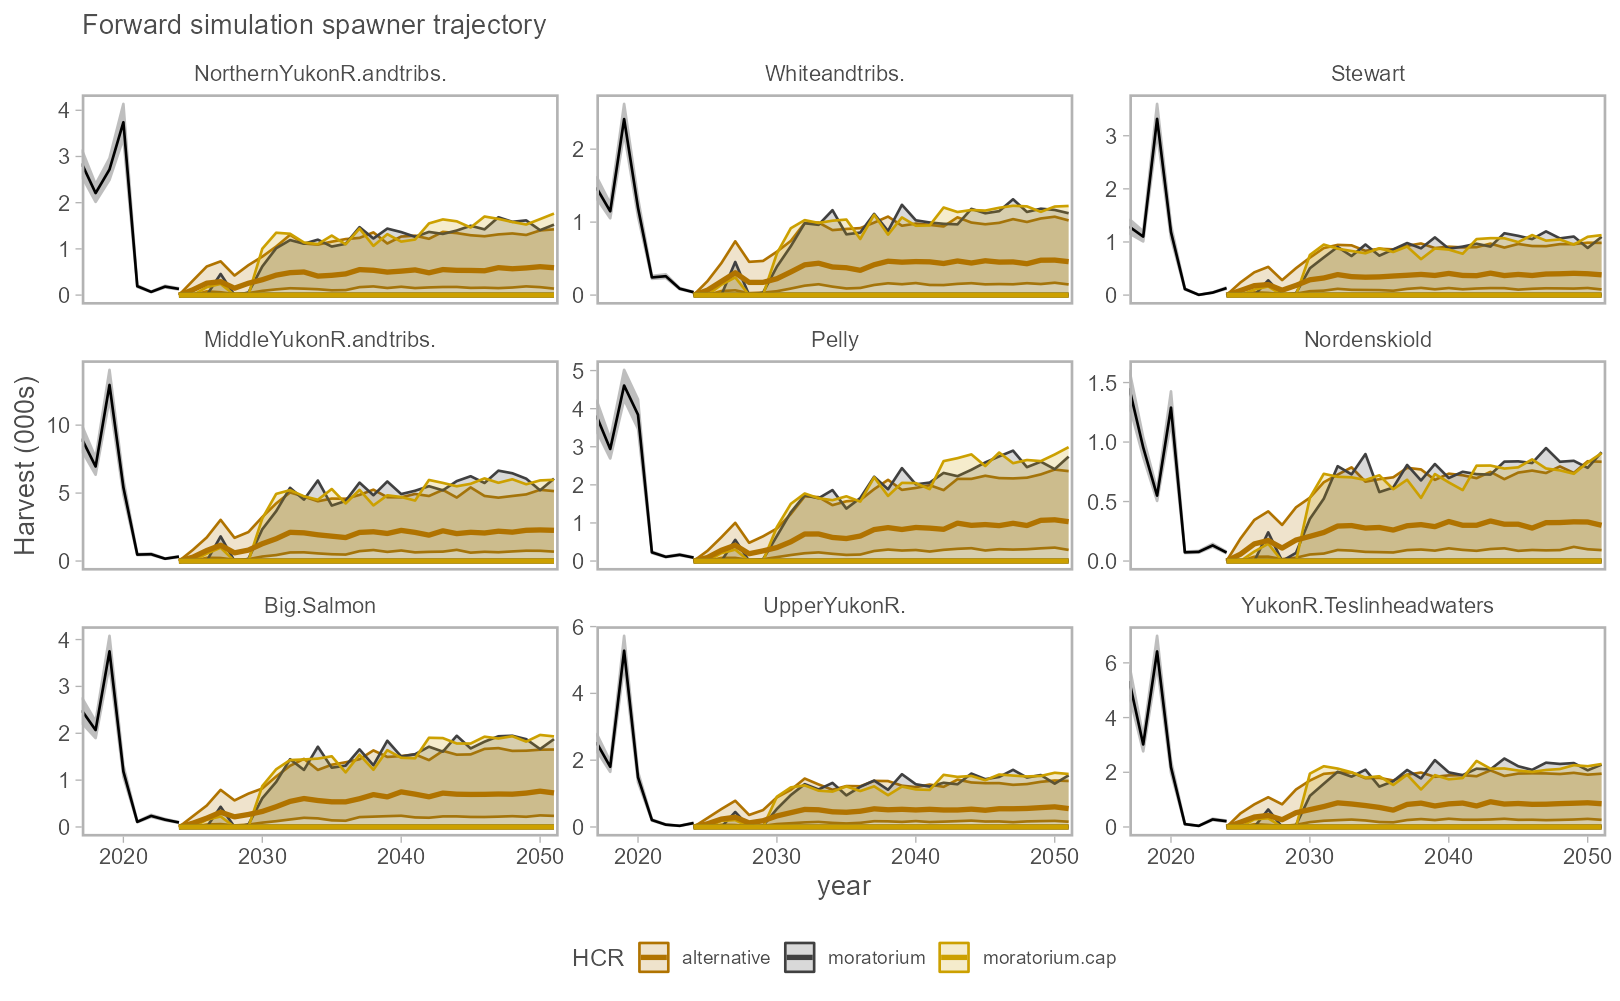 Forward simulation spawner trajectory
NorthernYukonR.andtribs.
Whiteandtribs.
Stewart
4
3
2
1
0
2
1
0
3
2
1
0
MiddleYukonR.andtribs.
Pelly
Nordenskiold
Harvest (000s)
10
5
0
5
4
3
2
1
0
1.5
1.0
0.5
0.0
Big.Salmon
UpperYukonR.
YukonR.Teslinheadwaters
4
3
2
1
0
6
4
2
0
6
4
2
0
2020 2030 2040 2050
2020 2030 2040 2050
2020 2030 2040 2050
year
HCR alternative moratorium moratorium.cap